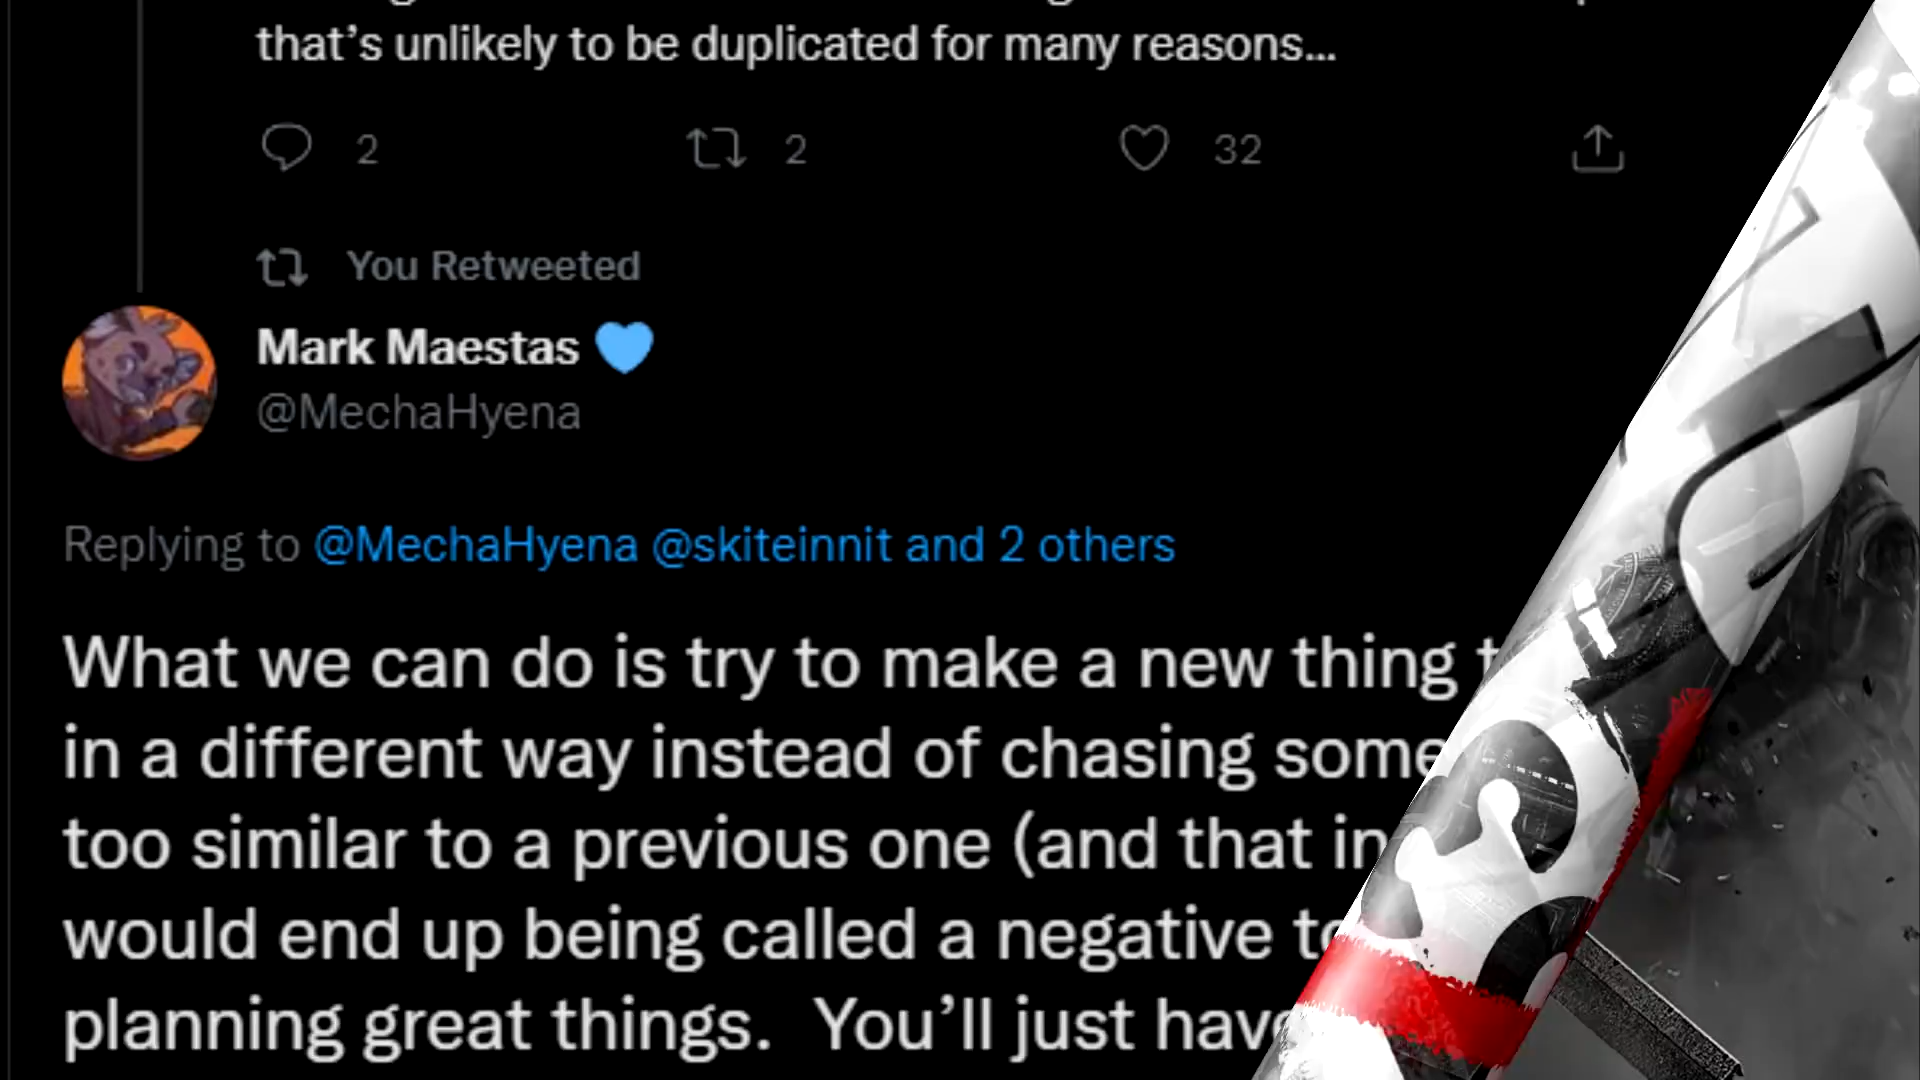 that’s unlikely to be duplicated for many reasons...
2 2 32
You Retweeted
Mark Maestas
@MechaHyena
Replying to @MechaHyena @skiteinnit and 2 others
What we can do is try to make a new thing
in a different way instead of chasing some
too similar to a previous one (and that in
would end up being called a negative
planning great things. You’ll just have